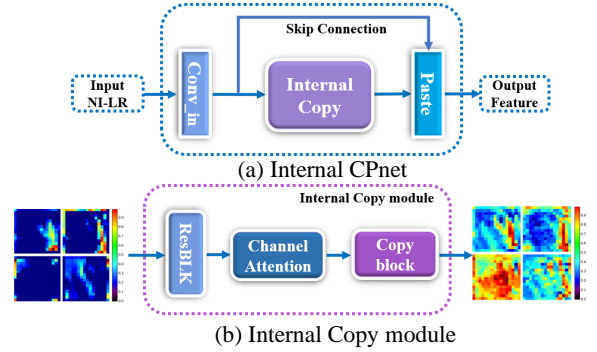 Skip Connection
Input
NI-LR
Conv_in
Internal
Copy
Paste
Output
Feature
(a) Internal CPnet
Internal Copy module
ResBLK
Channel
Attention
Copy
block
(b) Internal Copy module